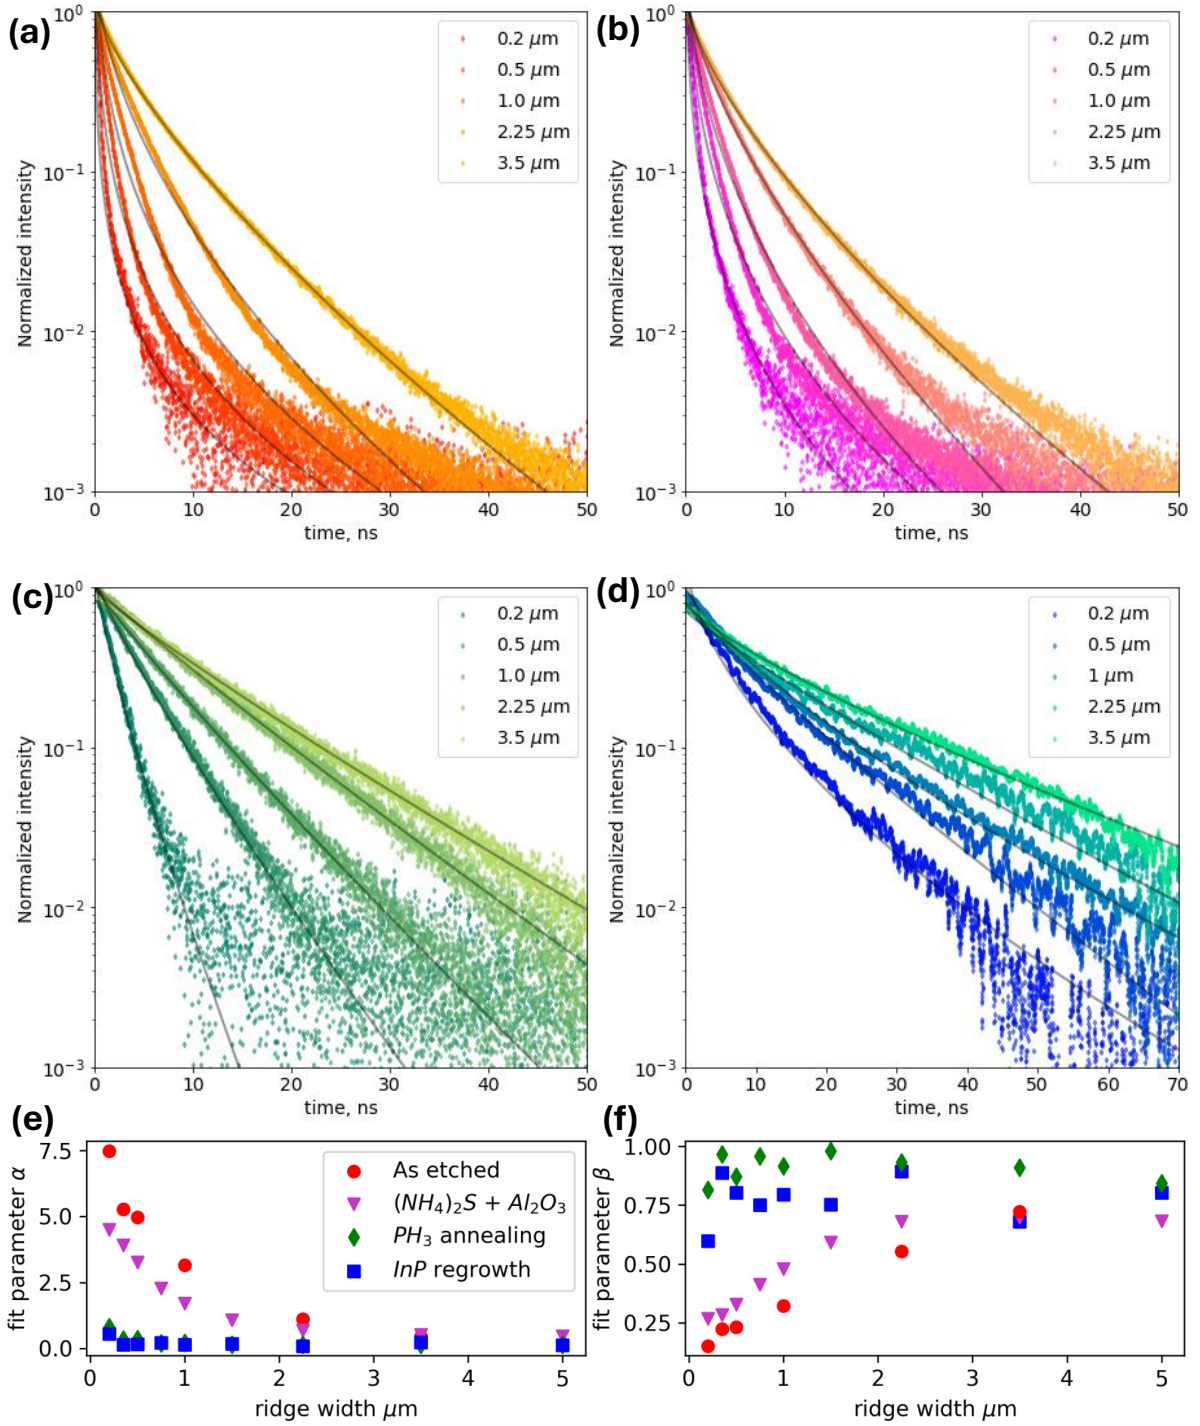 (a)
10⁰
10⁻¹
10⁻²
10⁻³
Normalized intensity
0.2 μm
0.5 μm
1.0 μm
2.25 μm
3.5 μm
0 10 20 30 40 50
time, ns
(b)
10⁰
10⁻¹
10⁻²
10⁻³
Normalized intensity
0.2 μm
0.5 μm
1.0 μm
2.25 μm
3.5 μm
0 10 20 30 40 50
time, ns
(c)
10⁰
10⁻¹
10⁻²
10⁻³
Normalized intensity
0.2 μm
0.5 μm
1.0 μm
2.25 μm
3.5 μm
0 10 20 30 40 50
time, ns
(d)
10⁰
10⁻¹
10⁻²
10⁻³
Normalized intensity
0.2 μm
0.5 μm
1 μm
2.25 μm
3.5 μm
0 10 20 30 40 50 60 70
time, ns
(e)
7.5
5.0
2.5
0.0
fit parameter α
As etched
(NH₄)₂S + Al₂O₃
PH₃ annealing
InP regrowth
0 1 2 3 4 5
ridge width μm
(f)
1.00
0.75
0.50
0.25
fit parameter β
0 1 2 3 4 5
ridge width μm